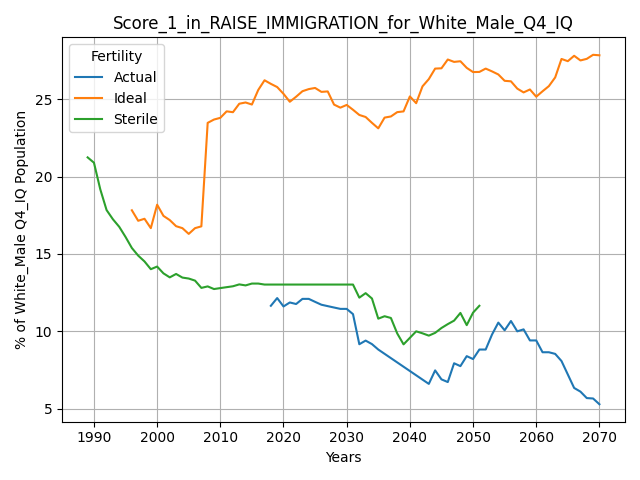 Score_1_in_RAISE_IMMIGRATION_for_White_Male_Q4_IQ
Fertility
Actual
Ideal
Sterile
% of White_Male Q4_IQ Population
25
20
15
10
5
1990 2000 2010 2020 2030 2040 2050 2060 2070
Years